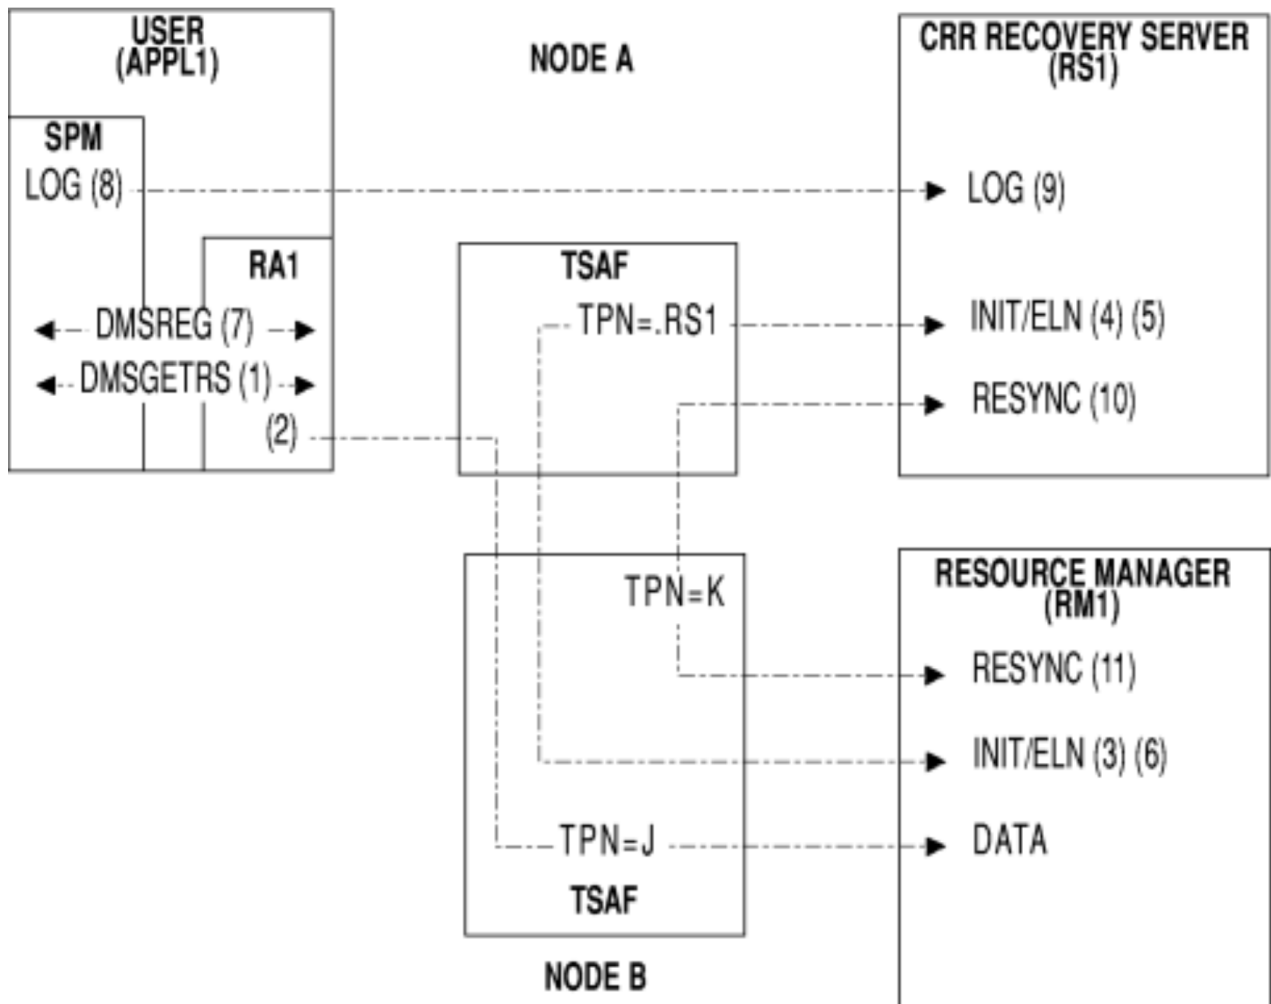 USER
(APPL1)
NODE A
CRR RECOVERY SERVER
(RS1)
SPM
LOG (8)
LOG (9)
RA1
TSAF
DMSREG (7)
TPN=.RS1
INIT/ELN (4) (5)
DMSGETRS (1)
RESYNC (10)
(2)
TPN=K
RESOURCE MANAGER
(RM1)
RESYNC (11)
INIT/ELN (3) (6)
TPN=J
DATA
TSAF
NODE B